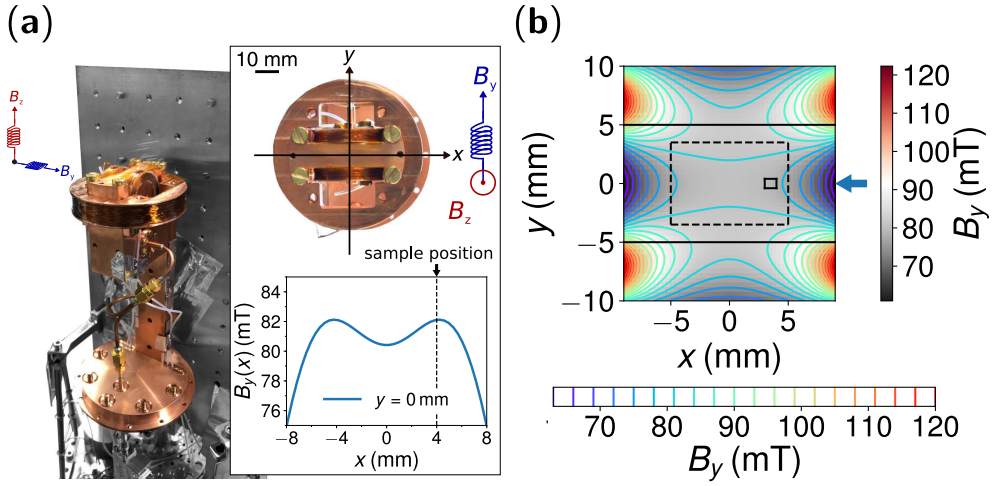 (a)
B_z
B_y
10 mm
y
B_y
x
B_z
sample position
84
82
80
78
76
B_y(x) (mT)
y = 0 mm
−8 −4 0 4 8
x (mm)
(b)
10
5
0
−5
−10
y (mm)
−5 0 5
x (mm)
120
110
100
90
80
70
B_y (mT)
70 80 90 100 110 120
B_y (mT)